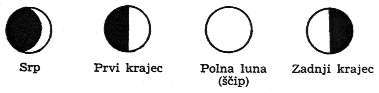 Srp
Prvi krajec
Polna luna
(ščip)
Zadnji krajec